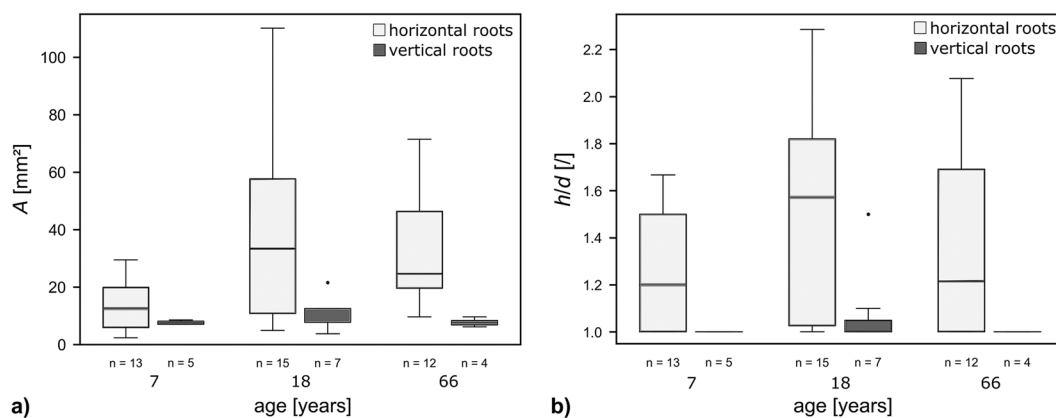 horizontal roots
vertical roots
100
80
60
40
20
0
A [mm²]
n = 13 n = 5 n = 15 n = 7 n = 12 n = 4
7 18 66
age [years]
a)
horizontal roots
vertical roots
2.2
2.0
1.8
1.6
1.4
1.2
1.0
h/d [/]
n = 13 n = 5 n = 15 n = 7 n = 12 n = 4
7 18 66
age [years]
b)